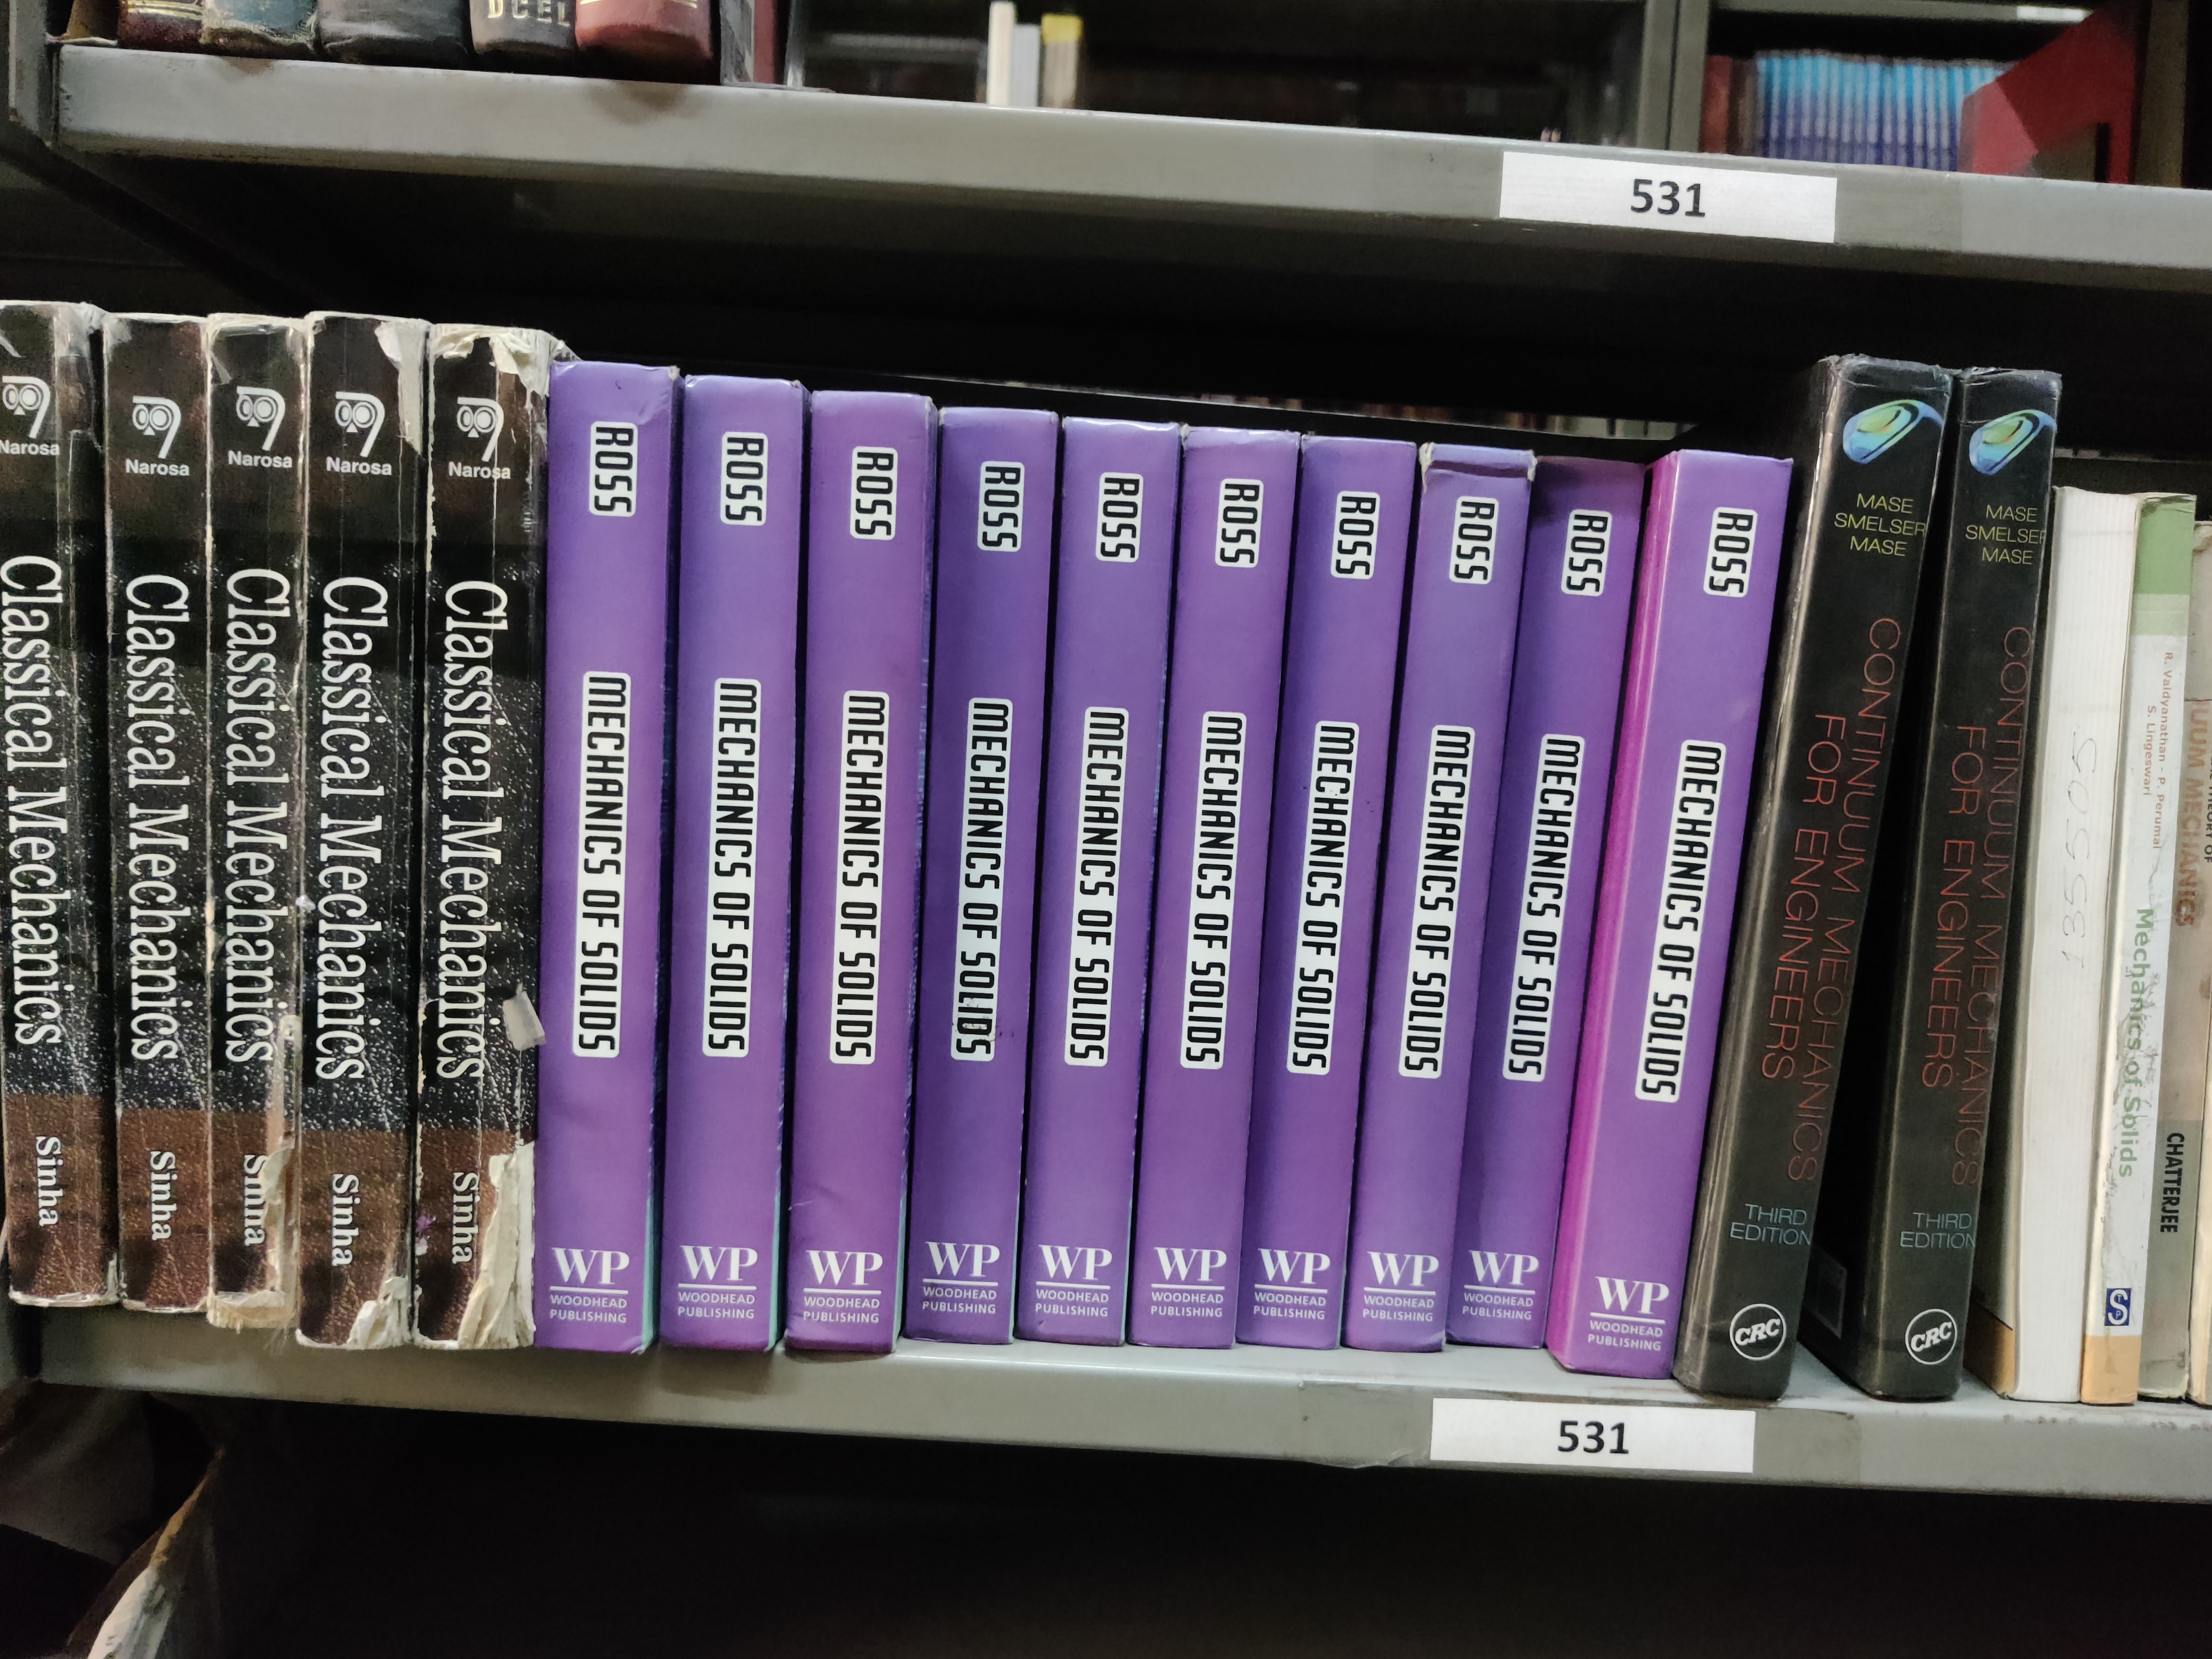 DCEL
531
Narosa
Classical Mechanics
Sinha
Narosa
Classical Mechanics
Sinha
Narosa
Classical Mechanics
Sinha
Narosa
Classical Mechanics
Sinha
Narosa
Classical Mechanics
Sinha
ROSS
MECHANICS OF SOLIDS
WP
WOODHEAD
PUBLISHING
ROSS
MECHANICS OF SOLIDS
WP
WOODHEAD
PUBLISHING
ROSS
MECHANICS OF SOLIDS
WP
WOODHEAD
PUBLISHING
ROSS
MECHANICS OF SOLIDS
WP
WOODHEAD
PUBLISHING
ROSS
MECHANICS OF SOLIDS
WP
WOODHEAD
PUBLISHING
ROSS
MECHANICS OF SOLIDS
WP
WOODHEAD
PUBLISHING
ROSS
MECHANICS OF SOLIDS
WP
WOODHEAD
PUBLISHING
ROSS
MECHANICS OF SOLIDS
WP
WOODHEAD
PUBLISHING
ROSS
MECHANICS OF SOLIDS
WP
WOODHEAD
PUBLISHING
ROSS
MECHANICS OF SOLIDS
WP
WOODHEAD
PUBLISHING
MASE
SMELSER
MASE
CONTINUUM MECHANICS
FOR ENGINEERS
THIRD
EDITION
CRC
MASE
SMELSER
MASE
CONTINUUM MECHANICS
FOR ENGINEERS
THIRD
EDITION
CRC
185505
R. Vaidyanathan - P. Perumal
S. Lingeswari
Mechanics of Solids
MECHANICS
CHATTERJEE
531